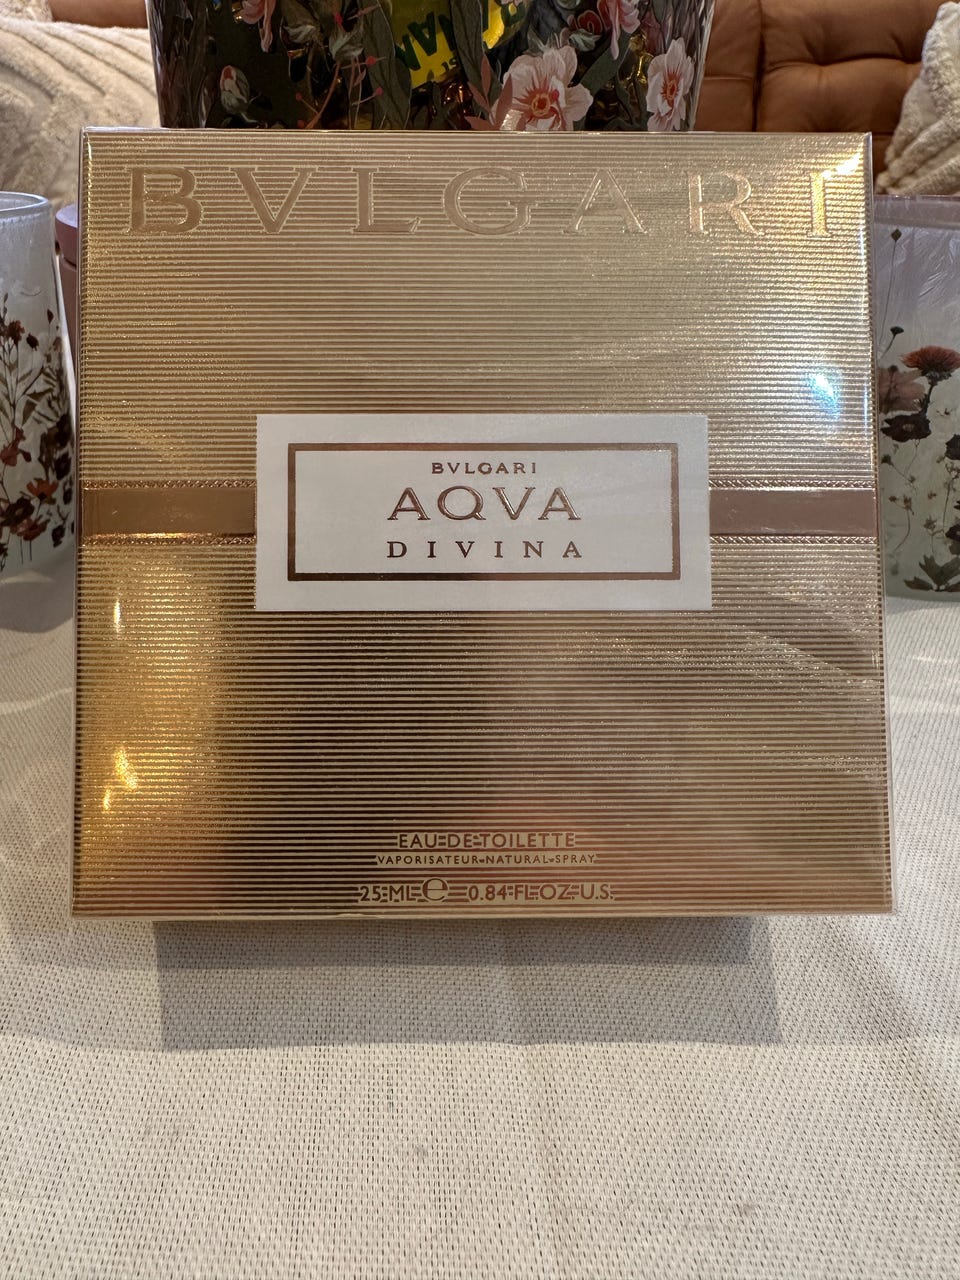 BVLGARI
BVLGARI
AQVA
DIVINA
EAU DE TOILETTE
VAPORISATEUR-NATURAL-SPRAY
25 ML ℮ 0.84 FL.OZ. U.S.